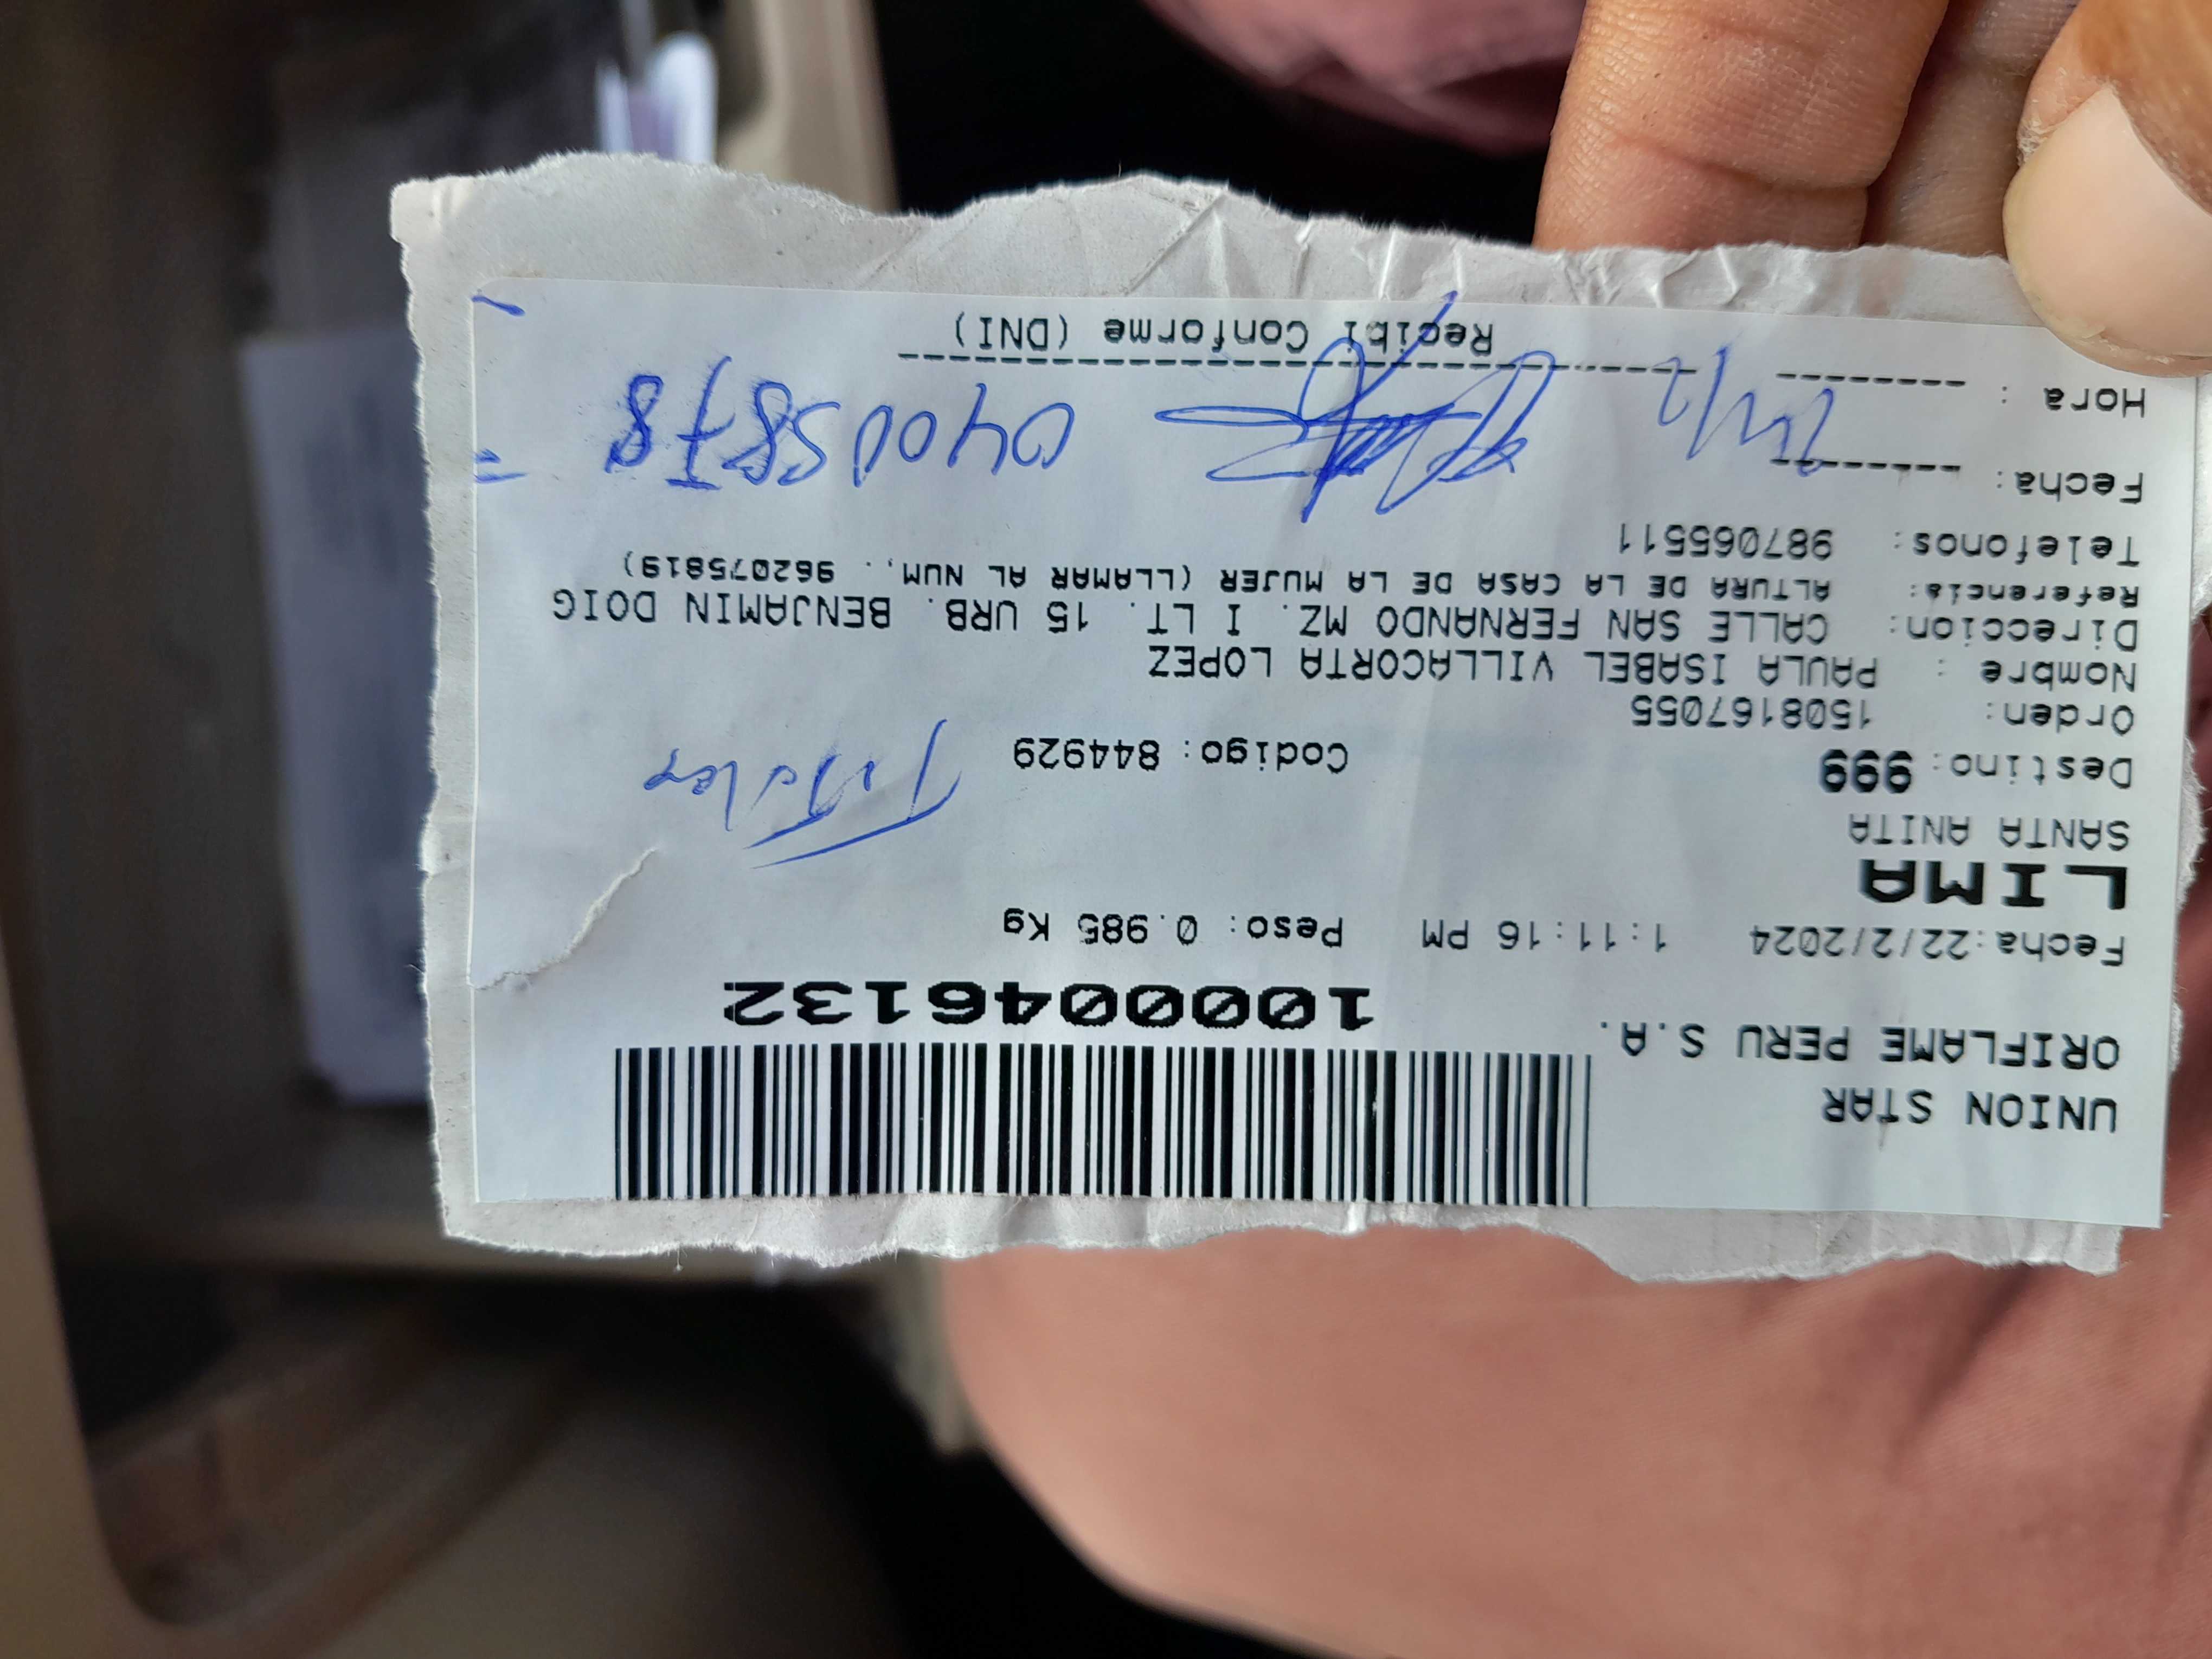 UNION STAR
ORIFLAME PERU S.A.
1000046132
Fecha:22/2/2024 1:11:16 PM Peso: 0.985 Kg
LIMA
SANTA ANITA
Destino: 999 Codigo: 844929
Titular
Orden: 1508167055
Nombre : PAULA ISABEL VILLACORTA LOPEZ
Direccion: CALLE SAN FERNANDO MZ. I LT. 15 URB. BENJAMIN DOIG
Referencia: ALTURA DE LA CASA DE LA MUJER (LLAMAR AL NUM,. 962075819)
Telefonos: 987065511
Fecha:
Hora :
04005878
Recibi Conforme (DNI)